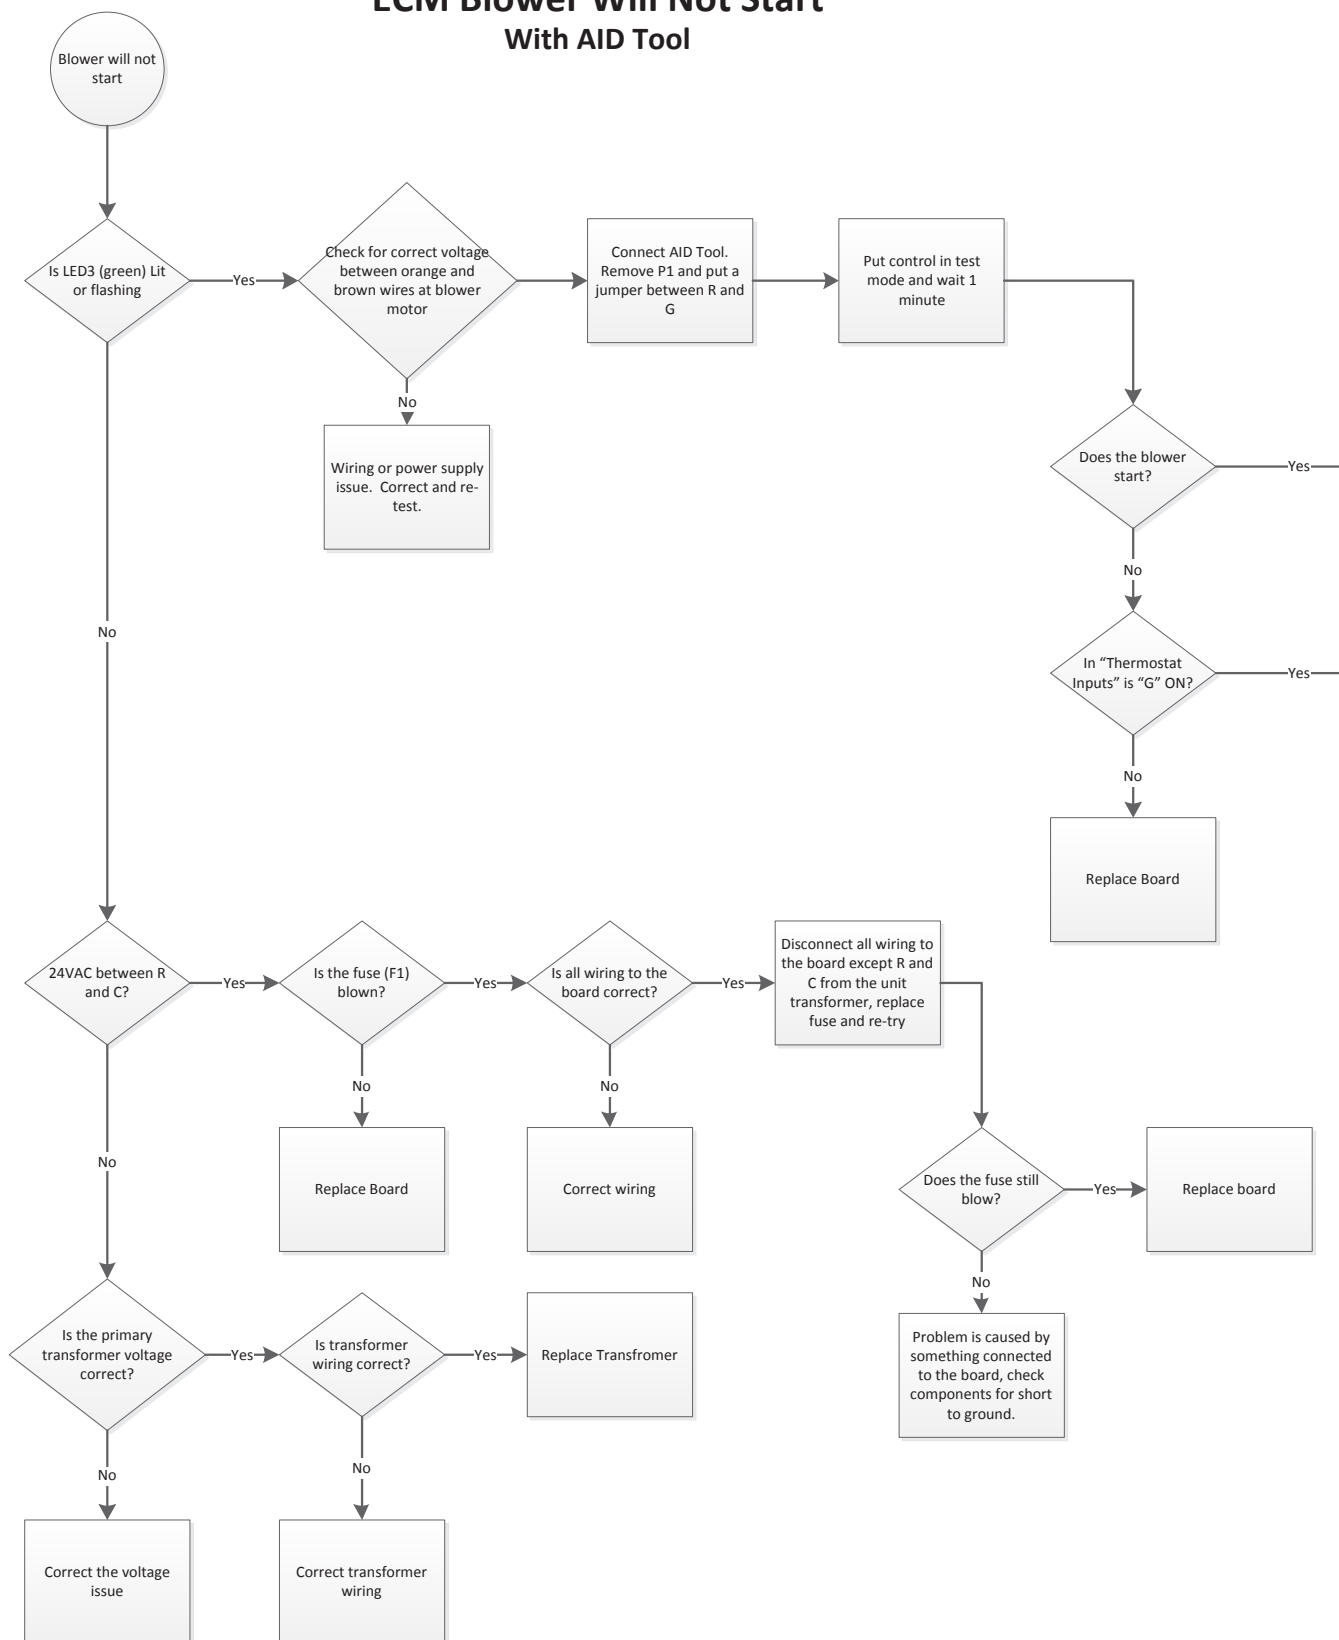 ECM Blower Will Not Start
With AID Tool
Blower will not
start
Is LED3 (green) Lit
or flashing
Yes
Check for correct voltage
between orange and
brown wires at blower
motor
Connect AID Tool.
Remove P1 and put a
jumper between R and
G
Put control in test
mode and wait 1
minute
No
Wiring or power supply
issue.  Correct and re-
test.
Does the blower
start?
Yes
No
In “Thermostat
Inputs” is “G” ON?
Yes
No
Replace Board
No
24VAC between R
and C?
Yes
Is the fuse (F1)
blown?
Yes
Is all wiring to the
board correct?
Yes
Disconnect all wiring to
the board except R and
C from the unit
transformer, replace
fuse and re-try
No
Replace Board
No
Correct wiring
Does the fuse still
blow?
Yes
Replace board
No
Problem is caused by
something connected
to the board, check
components for short
to ground.
No
Is the primary
transformer voltage
correct?
Yes
Is transformer
wiring correct?
Yes
Replace Transfromer
No
Correct the voltage
issue
No
Correct transformer
wiring